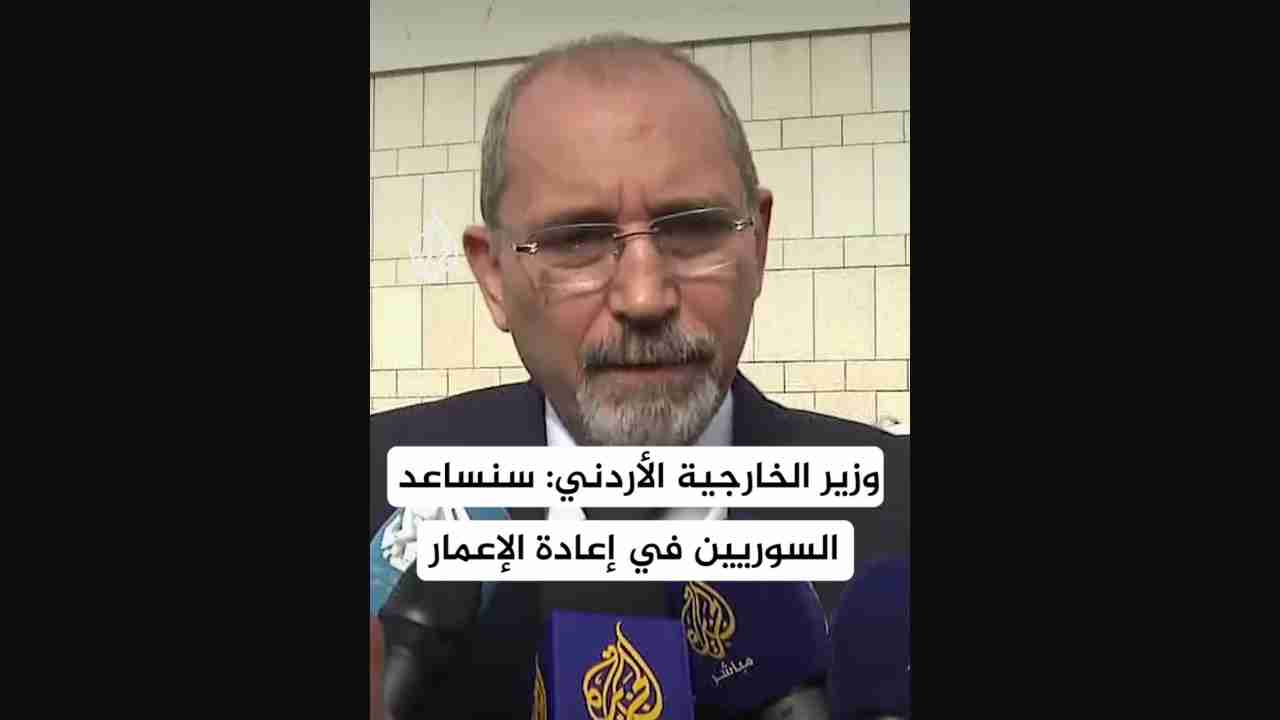 وزير الخارجية الأردني: سنساعد
السوريين في إعادة الإعمار
الجزيرة
الجزيرة
مباشر